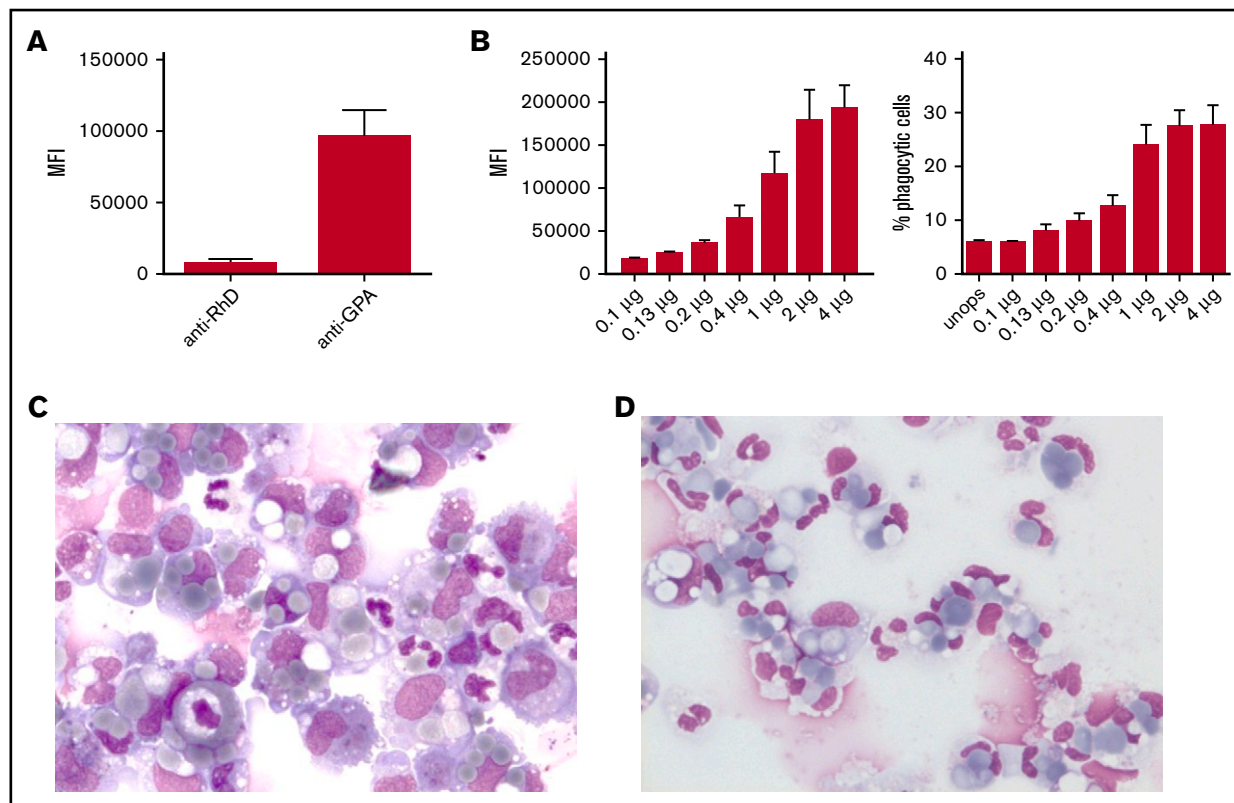 A
MFI
150000
100000
50000
0
anti-RhD
anti-GPA
B
MFI
250000
200000
150000
100000
50000
0
0.1 µg
0.13 µg
0.2 µg
0.4 µg
1 µg
2 µg
4 µg
% phagocytic cells
40
30
20
10
0
unops
0.1 µg
0.13 µg
0.2 µg
0.4 µg
1 µg
2 µg
4 µg
C
D